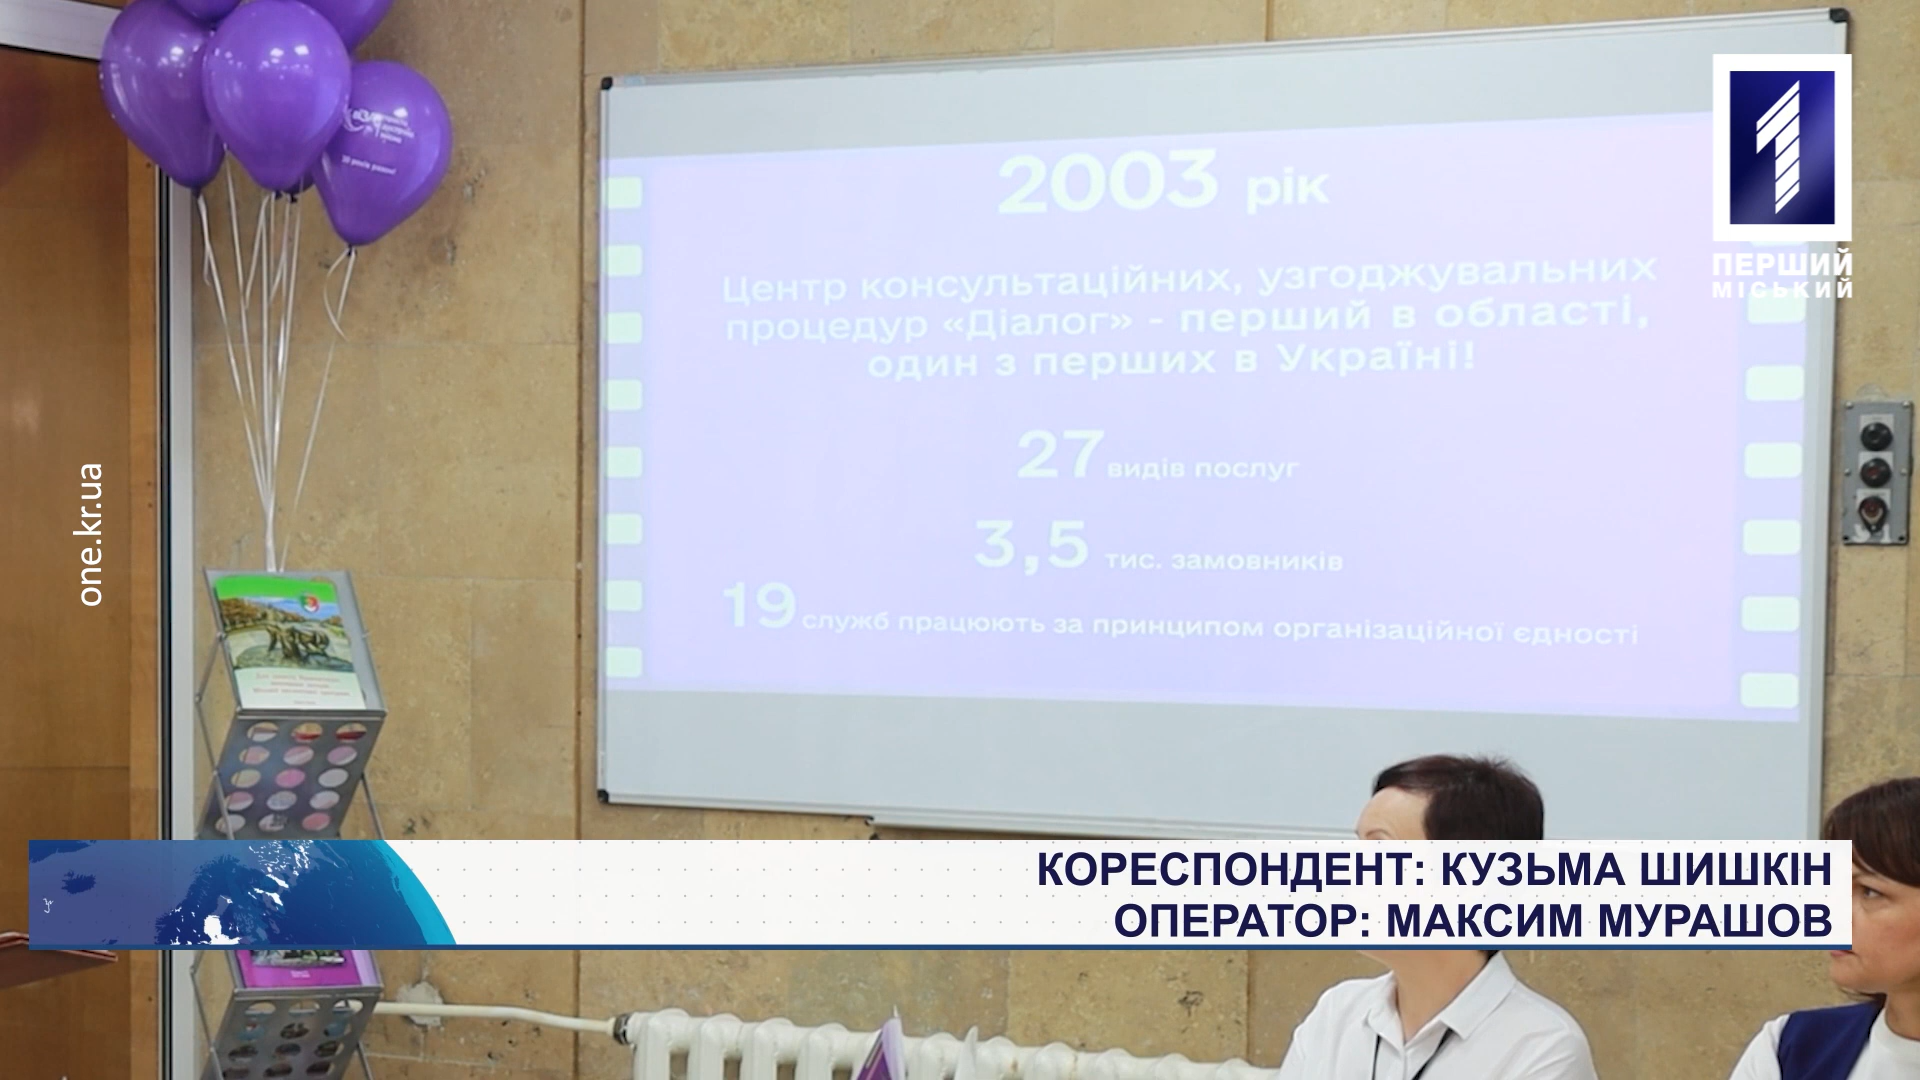 2003 рік
Центр консультаційних, узгоджувальних
процедур «Діалог» - перший в області,
один з перших в Україні!
27 видів послуг
3,5 тис. замовників
19 служб працюють за принципом організаційної єдності
ПЕРШИЙ
МІСЬКИЙ
one.kr.ua
КОРЕСПОНДЕНТ: КУЗЬМА ШИШКІН
ОПЕРАТОР: МАКСИМ МУРАШОВ